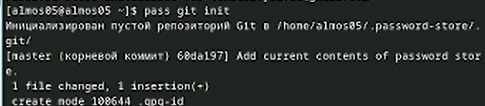 [almos05@almos05 ~]$ pass git init
Инициализирован пустой репозиторий Git в /home/almos05/.password-store/.
git/
[master (корневой коммит) 60da197] Add current contents of password stor
e.
1 file changed, 1 insertion(+)
create mode 100644 .gpg-id